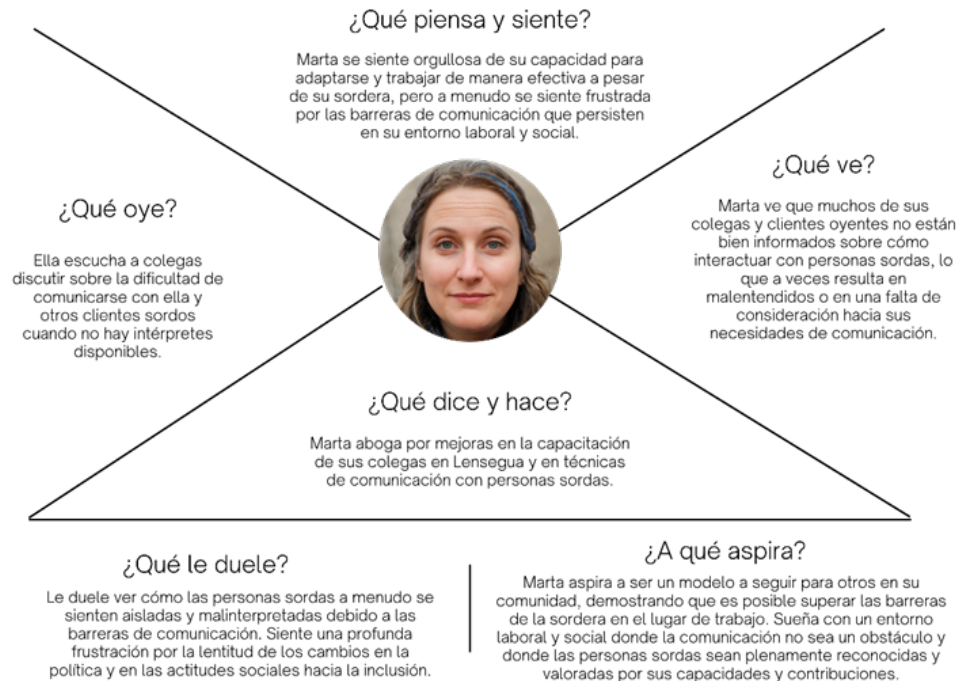 ¿Qué piensa y siente?
Marta se siente orgullosa de su capacidad para
adaptarse y trabajar de manera efectiva a pesar
de su sordera, pero a menudo se siente frustrada
por las barreras de comunicación que persisten
en su entorno laboral y social.
¿Qué oye?
Ella escucha a colegas
discutir sobre la dificultad de
comunicarse con ella y
otros clientes sordos
cuando no hay intérpretes
disponibles.
¿Qué ve?
Marta ve que muchos de sus
colegas y clientes oyentes no están
bien informados sobre cómo
interactuar con personas sordas, lo
que a veces resulta en
malentendidos o en una falta de
consideración hacia sus
necesidades de comunicación.
¿Qué dice y hace?
Marta aboga por mejoras en la capacitación
de sus colegas en Lensegua y en técnicas
de comunicación con personas sordas.
¿Qué le duele?
Le duele ver cómo las personas sordas a menudo se
sienten aisladas y malinterpretadas debido a las
barreras de comunicación. Siente una profunda
frustración por la lentitud de los cambios en la
política y en las actitudes sociales hacia la inclusión.
¿A qué aspira?
Marta aspira a ser un modelo a seguir para otros en su
comunidad, demostrando que es posible superar las barreras
de la sordera en el lugar de trabajo. Sueña con un entorno
laboral y social donde la comunicación no sea un obstáculo y
donde las personas sordas sean plenamente reconocidas y
valoradas por sus capacidades y contribuciones.